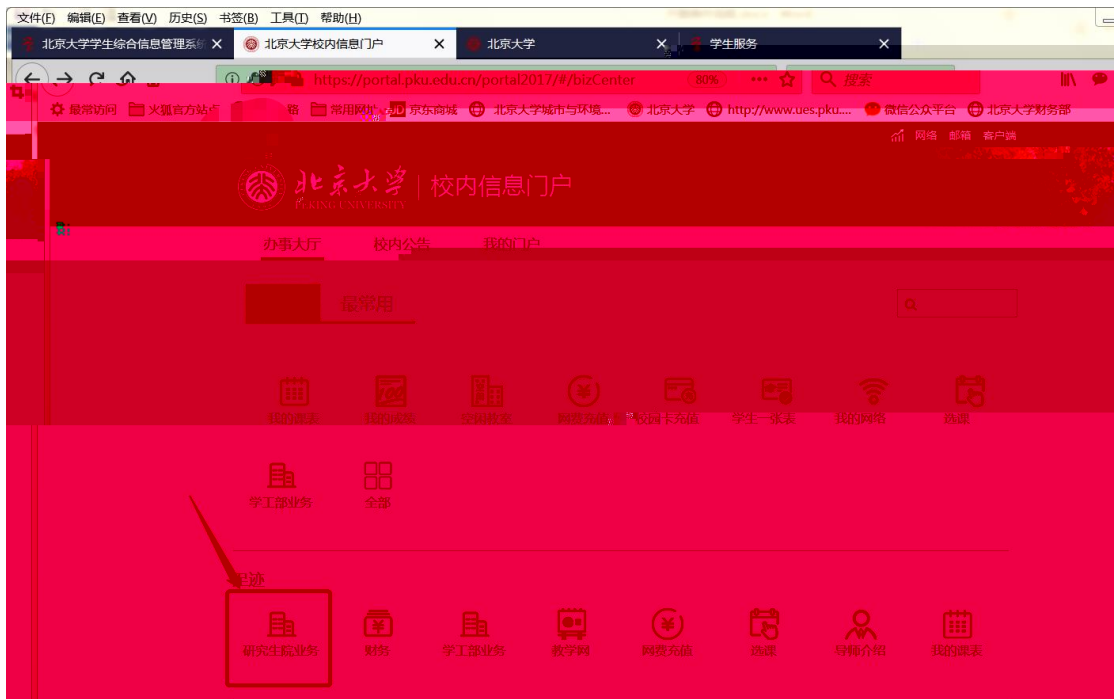 文件(F) 编辑(E) 查看(V) 历史(S) 书签(B) 工具(T) 帮助(H)
北京大学学生综合信息管理系统 北京大学校内信息门户 北京大学 学生服务
https://portal.pku.edu.cn/portal2017/#/bizCenter 80% 搜索
最常访问 火狐官方站点 常用网址 JD 京东商城 北京大学城市与环境... 北京大学 http://www.ues.pku.... 微信公众平台 北京大学财务部
网络 邮箱 客户端
北京大学 校内信息门户
PEKING UNIVERSITY
办事大厅 校内公告 我的门户
最常用
我的课表 我的成绩 空闲教室 网费充值 校园卡充值 学生一张表 我的网络 选课
学工部业务 全部
足迹
研究生院业务 财务 学工部业务 教学网 网费充值 选课 导师介绍 我的课表